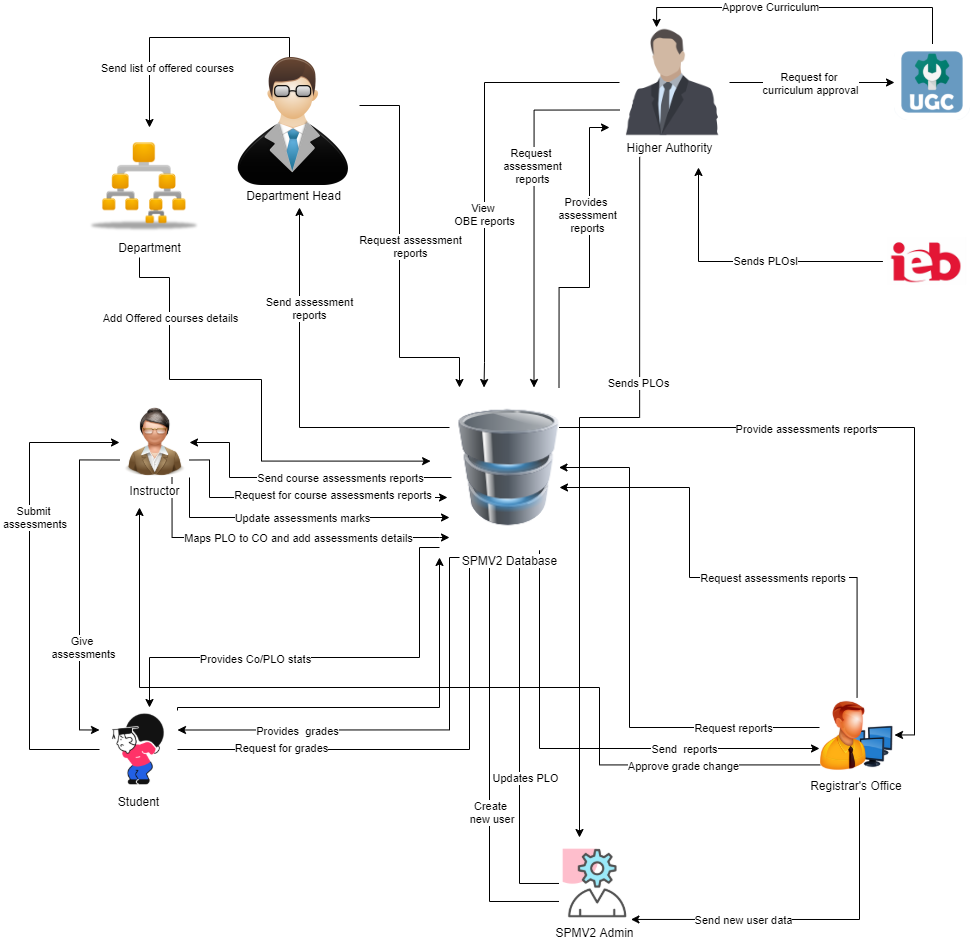 Approve Curriculum
Send list of offered courses
Request for
curriculum approval
UGC
Higher Authority
Request
assessment
reports
Department Head
View
OBE reports
Provides
assessment
reports
Department
Request assessment
reports
Sends PLOsl
ieb
Send assessment
reports
Add Offered courses details
Sends PLOs
Provide assessments reports
Instructor
Send course assessments reports
Request for course assessments reports
Submit
assessments
Update assessments marks
Maps PLO to CO and add assessments details
SPMV2 Database
Request assessments reports
Give
assessments
Provides Co/PLO stats
Provides grades
Request for grades
Request reports
Send reports
Approve grade change
Student
Updates PLO
Registrar's Office
Create
new user
Send new user data
SPMV2 Admin